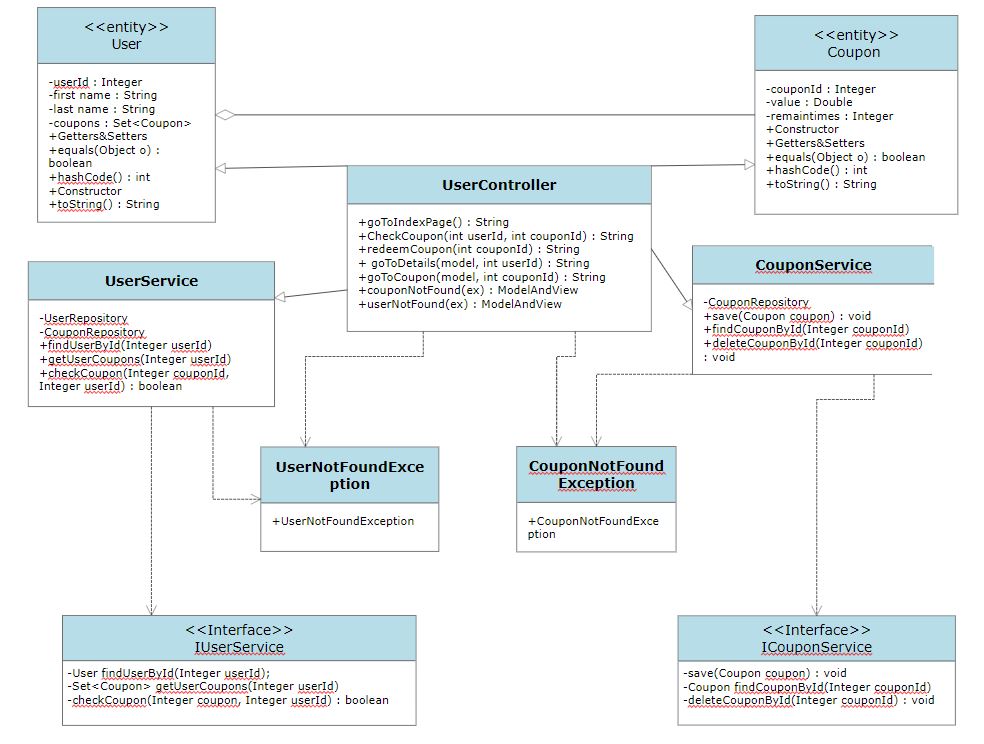 <<entity>>
User
-userId : Integer
-first name : String
-last name : String
-coupons : Set<Coupon>
+Getters&Setters
+equals(Object o) :
boolean
+hashCode() : int
+Constructor
+toString() : String
<<entity>>
Coupon
-couponId : Integer
-value : Double
-remaintimes : Integer
+Constructor
+Getters&Setters
+equals(Object o) : boolean
+hashCode() : int
+toString() : String
UserController
+goToIndexPage() : String
+CheckCoupon(int userId, int couponId) : String
+redeemCoupon(int couponId) : String
+ goToDetails(model, int userId) : String
+goToCoupon(model, int couponId) : String
+couponNotFound(ex) : ModelAndView
+userNotFound(ex) : ModelAndView
UserService
-UserRepository
-CouponRepository
+findUserById(Integer userId)
+getUserCoupons(Integer userId)
+checkCoupon(Integer couponId,
Integer userId) : boolean
CouponService
-CouponRepository
+save(Coupon coupon) : void
+findCouponById(Integer couponId)
+deleteCouponById(Integer couponId)
: void
UserNotFoundExce
ption
+UserNotFoundException
CouponNotFound
Exception
+CouponNotFoundExce
ption
<<Interface>>
IUserService
-User findUserById(Integer userId);
-Set<Coupon> getUserCoupons(Integer userId)
-checkCoupon(Integer coupon, Integer userId) : boolean
<<Interface>>
ICouponService
-save(Coupon coupon) : void
-Coupon findCouponById(Integer couponId)
-deleteCouponById(Integer couponId) : void